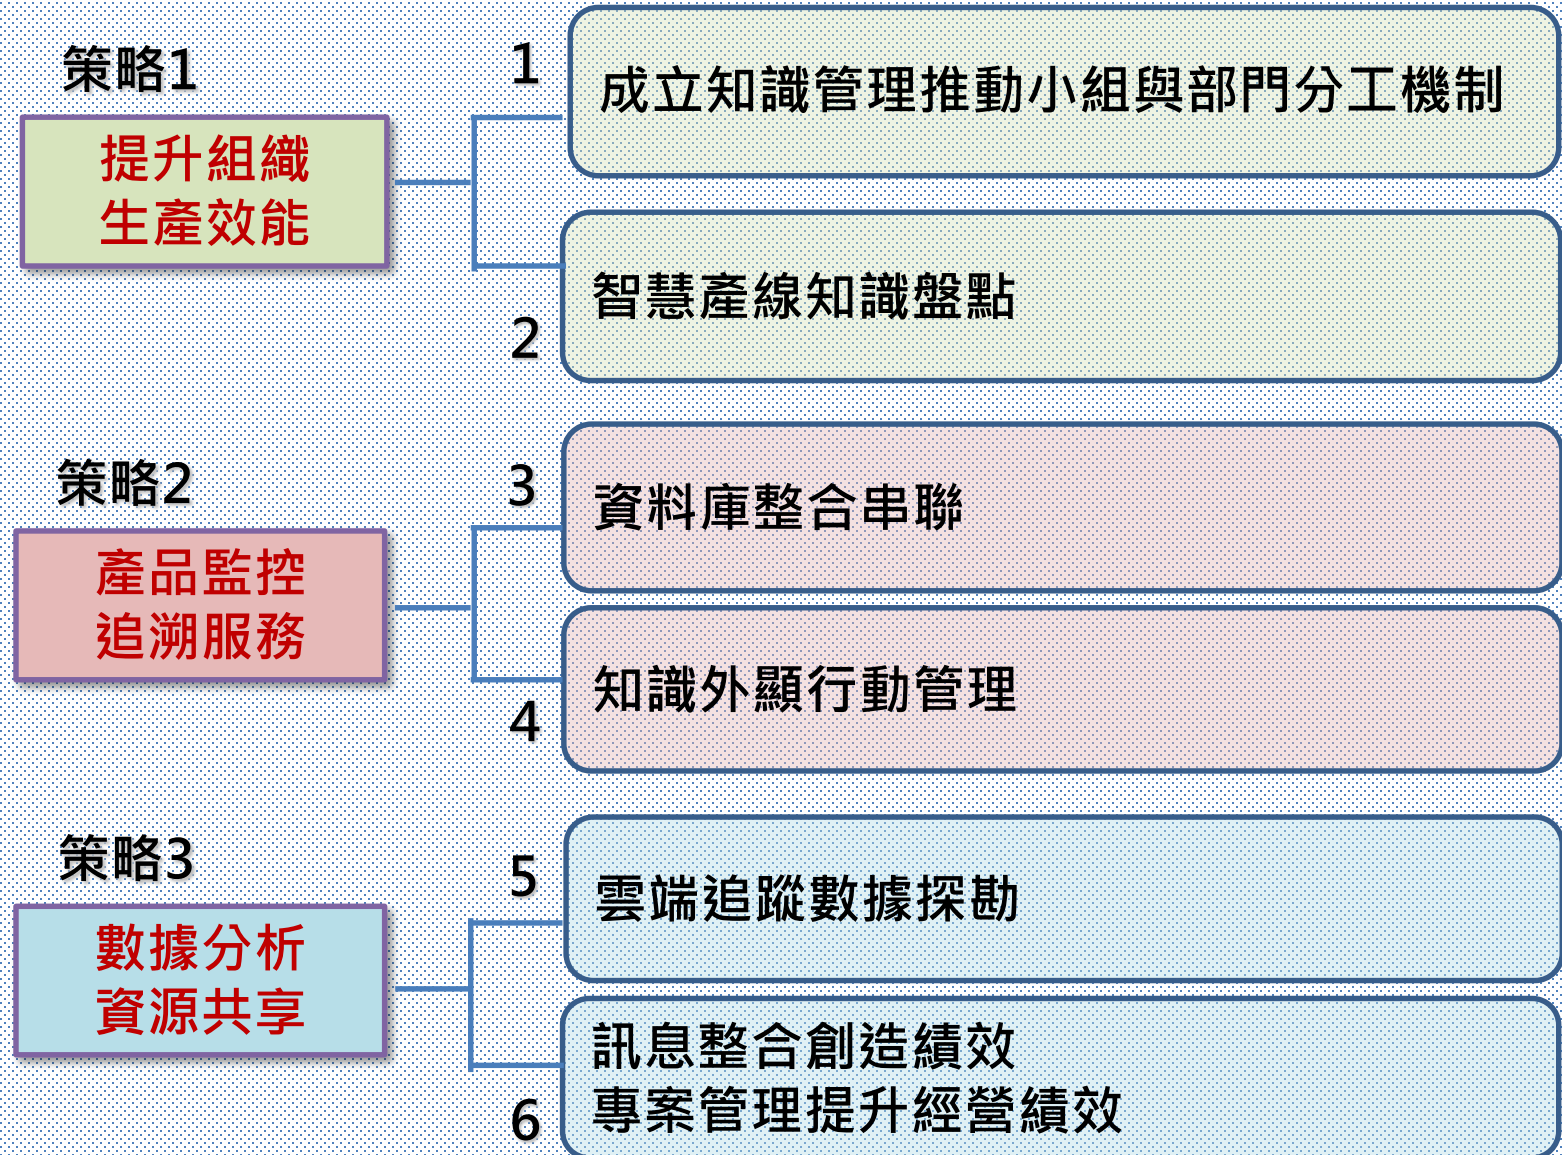 策略1
提升組織
生產效能
1
成立知識管理推動小組與部門分工機制
2
智慧產線知識盤點
策略2
產品監控
追溯服務
3
資料庫整合串聯
4
知識外顯行動管理
策略3
數據分析
資源共享
5
雲端追蹤數據探勘
6
訊息整合創造績效
專案管理提升經營績效